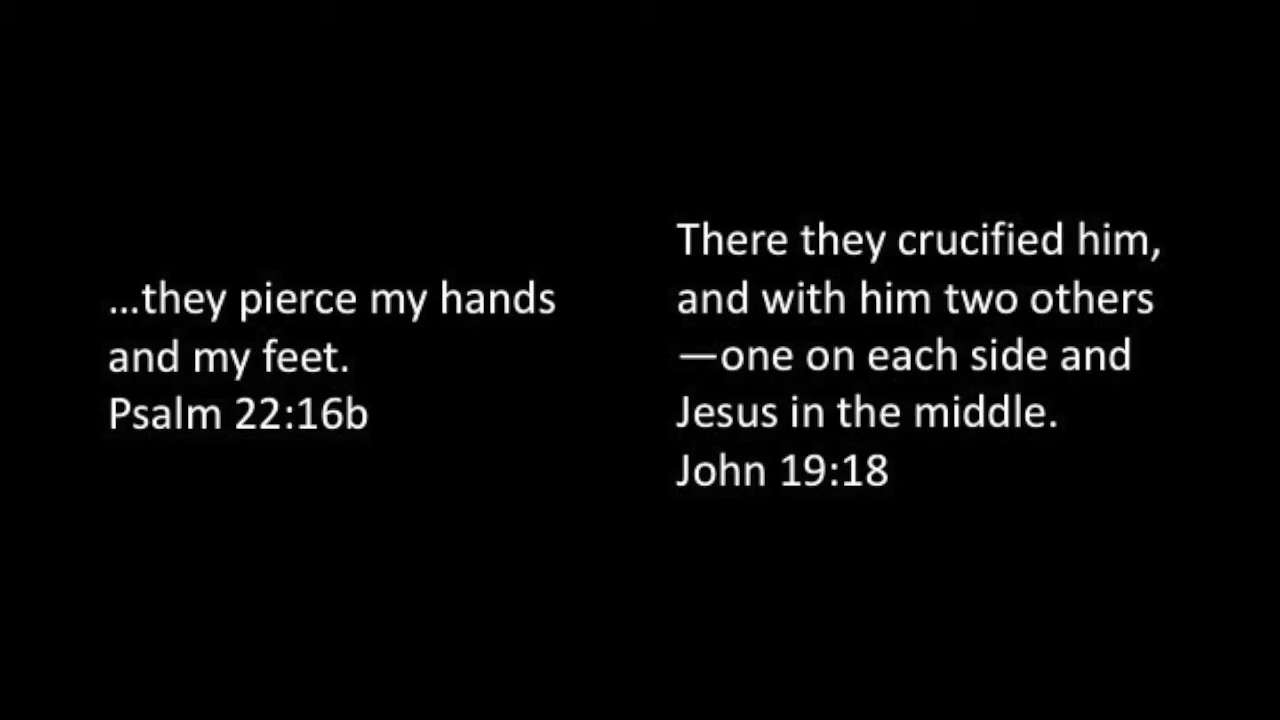 …they pierce my hands
and my feet.
Psalm 22:16b
There they crucified him,
and with him two others
—one on each side and
Jesus in the middle.
John 19:18